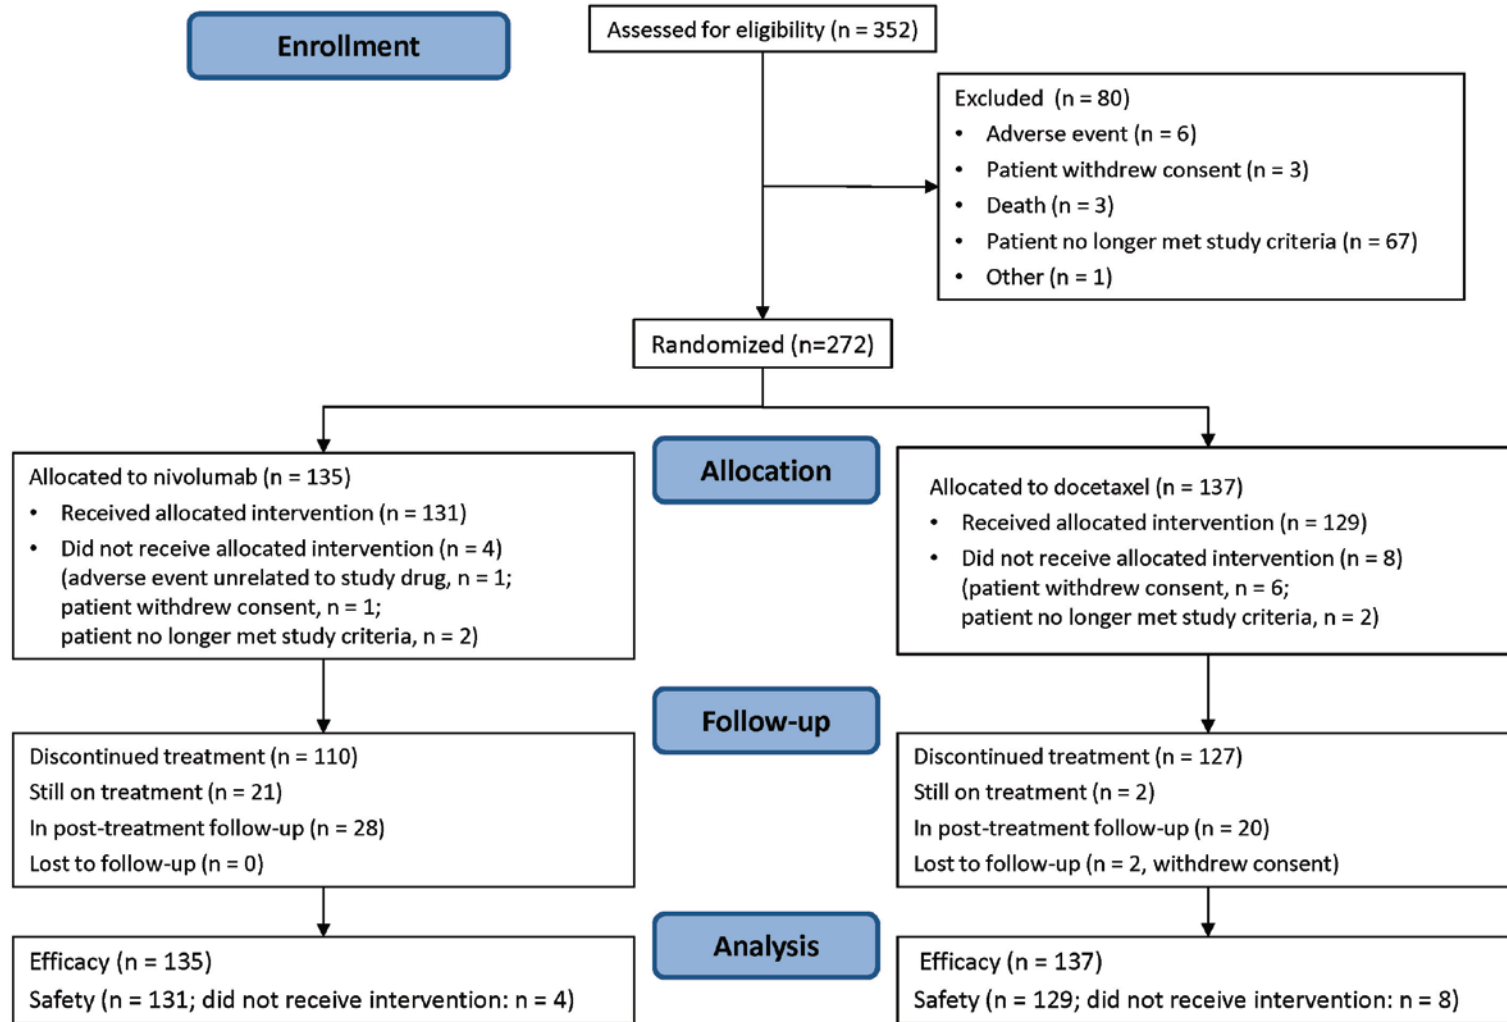 Enrollment
Assessed for eligibility (n = 352)
Excluded (n = 80)
• Adverse event (n = 6)
• Patient withdrew consent (n = 3)
• Death (n = 3)
• Patient no longer met study criteria (n = 67)
• Other (n = 1)
Randomized (n=272)
Allocation
Allocated to nivolumab (n = 135)
• Received allocated intervention (n = 131)
• Did not receive allocated intervention (n = 4)
(adverse event unrelated to study drug, n = 1;
patient withdrew consent, n = 1;
patient no longer met study criteria, n = 2)
Allocated to docetaxel (n = 137)
• Received allocated intervention (n = 129)
• Did not receive allocated intervention (n = 8)
(patient withdrew consent, n = 6;
patient no longer met study criteria, n = 2)
Follow-up
Discontinued treatment (n = 110)
Still on treatment (n = 21)
In post-treatment follow-up (n = 28)
Lost to follow-up (n = 0)
Discontinued treatment (n = 127)
Still on treatment (n = 2)
In post-treatment follow-up (n = 20)
Lost to follow-up (n = 2, withdrew consent)
Analysis
Efficacy (n = 135)
Safety (n = 131; did not receive intervention: n = 4)
Efficacy (n = 137)
Safety (n = 129; did not receive intervention: n = 8)